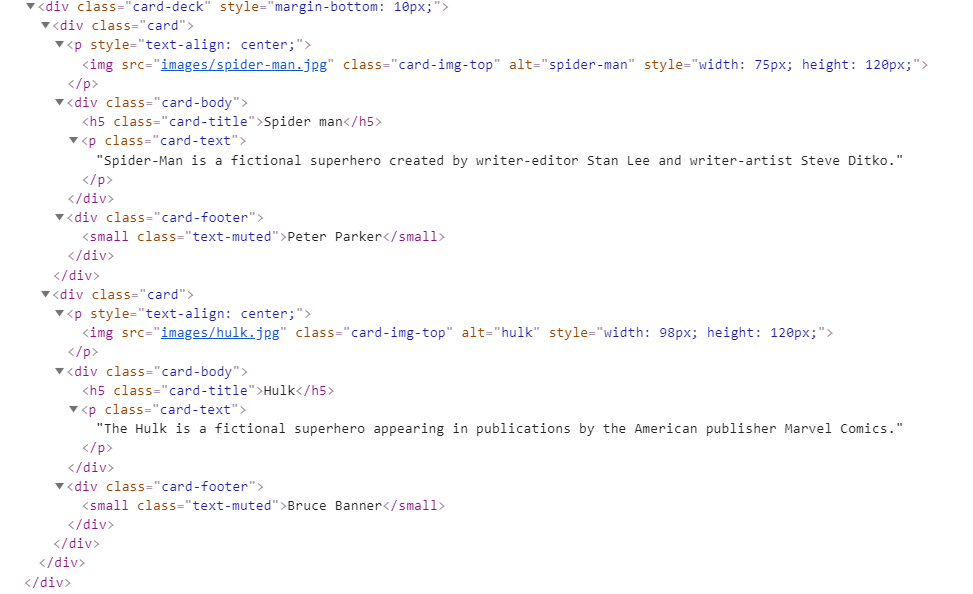 ▼<div class="card-deck" style="margin-bottom: 10px;">
▼<div class="card">
▼<p style="text-align: center;">
<img src="images/spider-man.jpg" class="card-img-top" alt="spider-man" style="width: 75px; height: 120px;">
</p>
▼<div class="card-body">
<h5 class="card-title">Spider man</h5>
▼<p class="card-text">
"Spider-Man is a fictional superhero created by writer-editor Stan Lee and writer-artist Steve Ditko."
</p>
</div>
▼<div class="card-footer">
<small class="text-muted">Peter Parker</small>
</div>
</div>
▼<div class="card">
▼<p style="text-align: center;">
<img src="images/hulk.jpg" class="card-img-top" alt="hulk" style="width: 98px; height: 120px;">
</p>
▼<div class="card-body">
<h5 class="card-title">Hulk</h5>
▼<p class="card-text">
"The Hulk is a fictional superhero appearing in publications by the American publisher Marvel Comics."
</p>
</div>
▼<div class="card-footer">
<small class="text-muted">Bruce Banner</small>
</div>
</div>
</div>
</div>